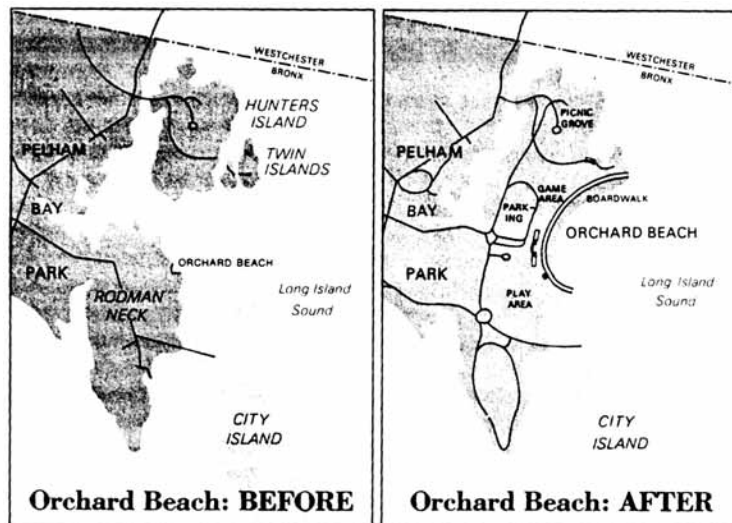 WESTCHESTER
BRONX
HUNTERS
ISLAND
TWIN
ISLANDS
PELHAM
BAY
PARK
ORCHARD BEACH
RODMAN
NECK
Long Island
Sound
CITY
ISLAND
Orchard Beach: BEFORE
WESTCHESTER
BRONX
PICNIC
GROVE
PELHAM
BAY
PARK
GAME
AREA
PARK-
ING
BOARDWALK
ORCHARD BEACH
PLAY
AREA
Long Island
Sound
CITY
ISLAND
Orchard Beach: AFTER